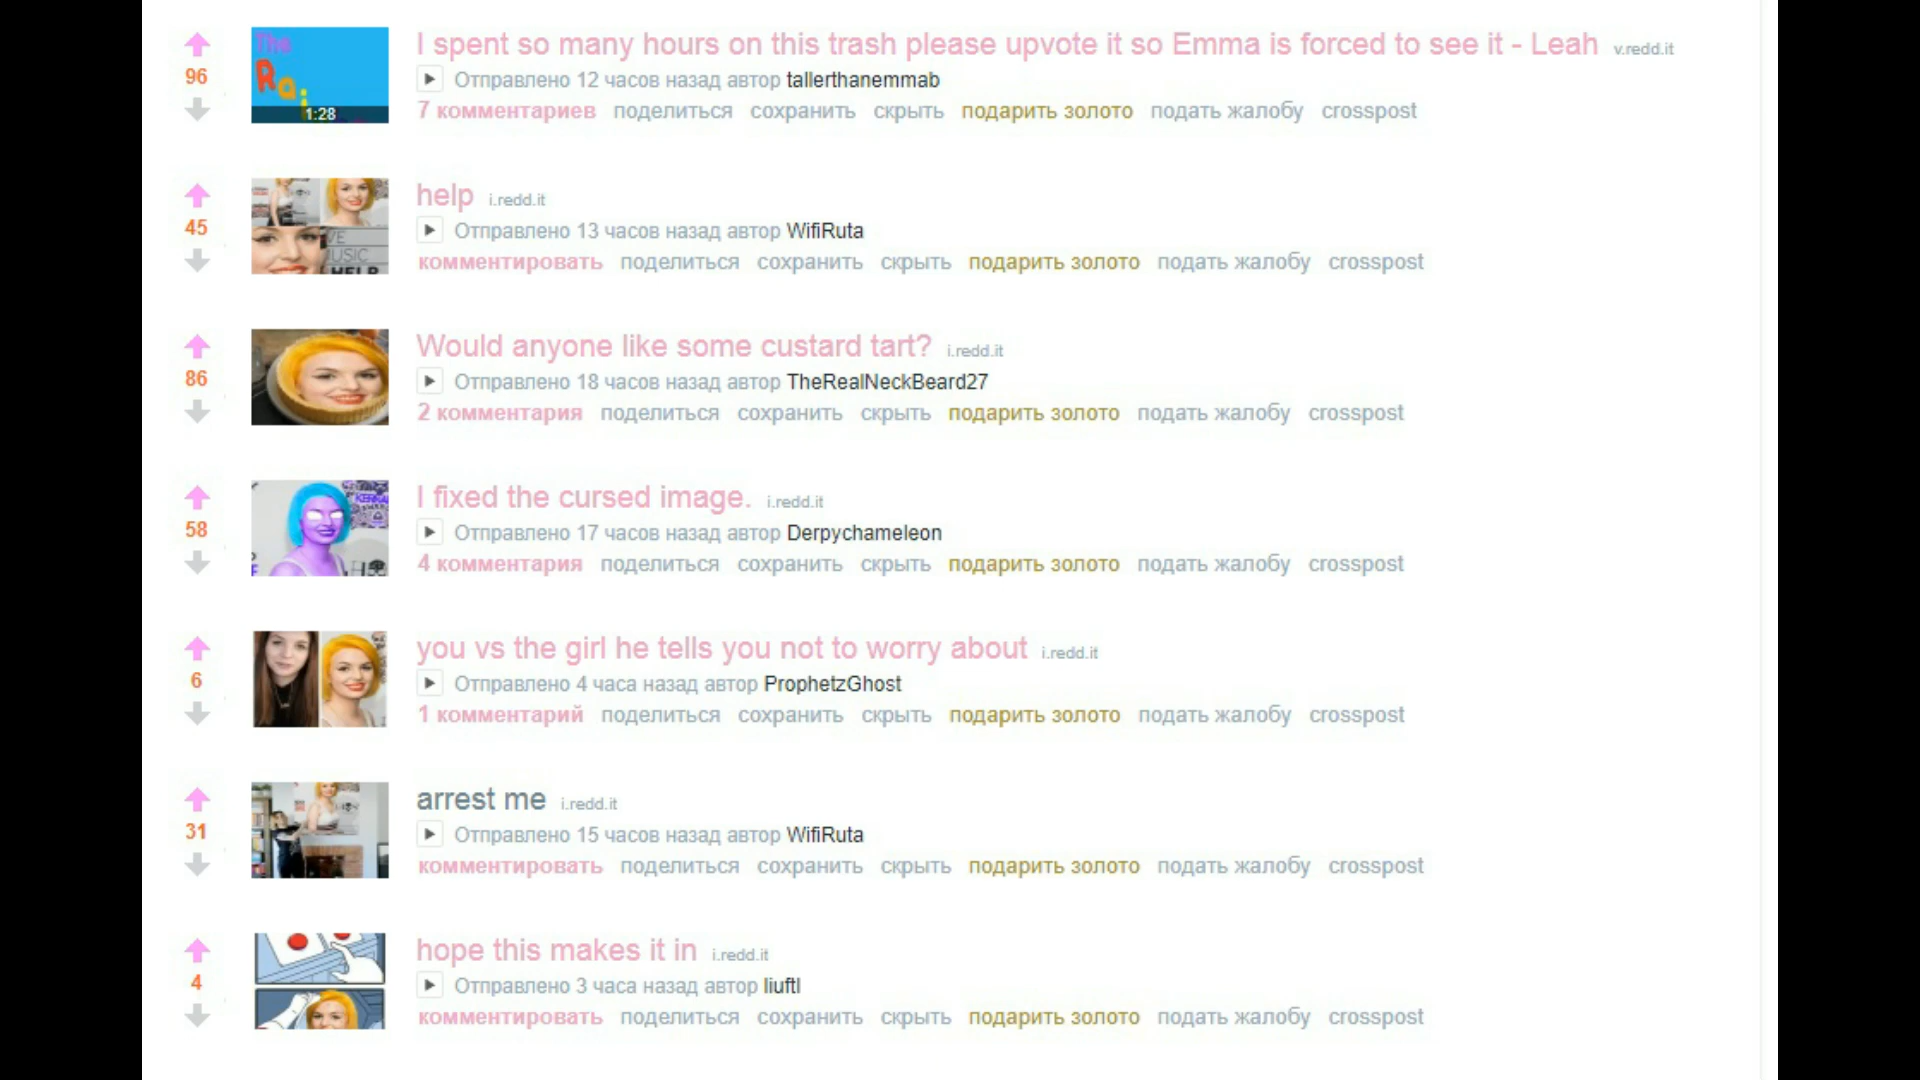 The
Ra
1:28
96
I spent so many hours on this trash please upvote it so Emma is forced to see it - Leah v.redd.it
Отправлено 12 часов назад автор tallerthanemmab
7 комментариев поделиться сохранить скрыть подарить золото подать жалобу crosspost
45
HELP
help i.redd.it
Отправлено 13 часов назад автор WifiRuta
комментировать поделиться сохранить скрыть подарить золото подать жалобу crosspost
86
Would anyone like some custard tart? i.redd.it
Отправлено 18 часов назад автор TheRealNeckBeard27
2 комментария поделиться сохранить скрыть подарить золото подать жалобу crosspost
58
I fixed the cursed image. i.redd.it
Отправлено 17 часов назад автор Derpychameleon
4 комментария поделиться сохранить скрыть подарить золото подать жалобу crosspost
6
you vs the girl he tells you not to worry about i.redd.it
Отправлено 4 часа назад автор ProphetzGhost
1 комментарий поделиться сохранить скрыть подарить золото подать жалобу crosspost
31
arrest me i.redd.it
Отправлено 15 часов назад автор WifiRuta
комментировать поделиться сохранить скрыть подарить золото подать жалобу crosspost
4
hope this makes it in i.redd.it
Отправлено 3 часа назад автор liuftl
комментировать поделиться сохранить скрыть подарить золото подать жалобу crosspost